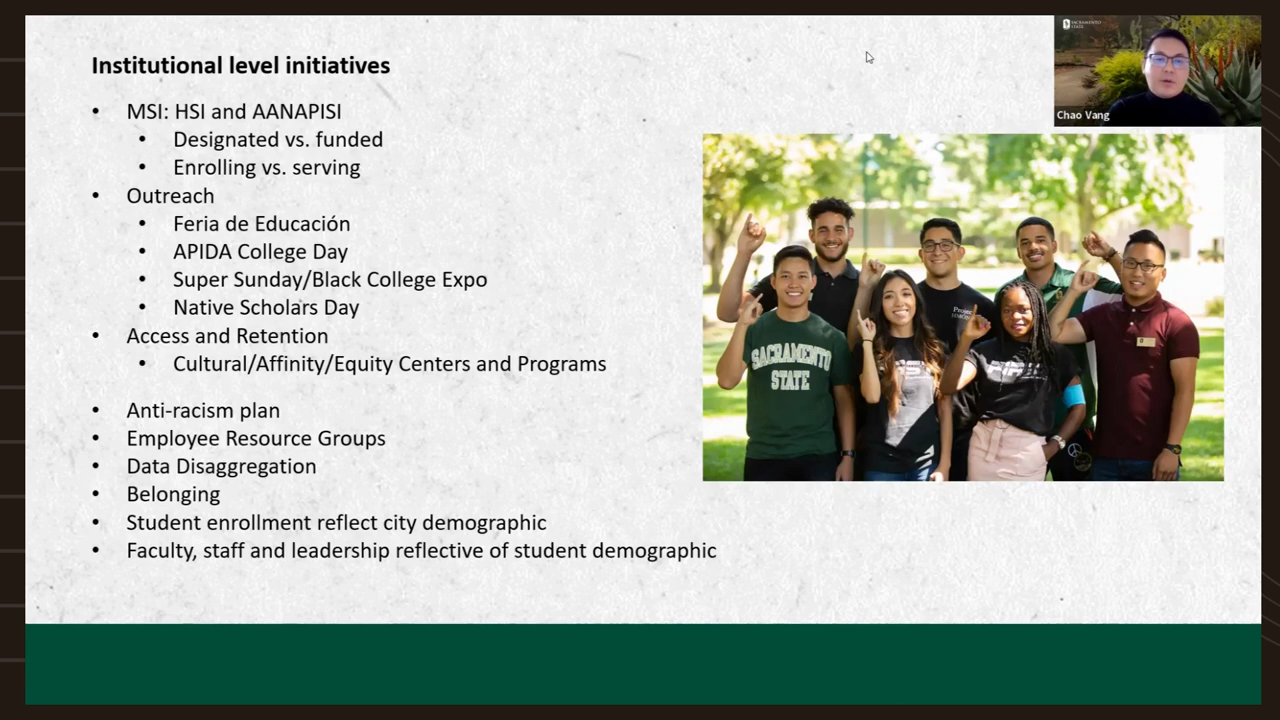 Institutional level initiatives
• MSI: HSI and AANAPISI
• Designated vs. funded
• Enrolling vs. serving
• Outreach
• Feria de Educación
• APIDA College Day
• Super Sunday/Black College Expo
• Native Scholars Day
• Access and Retention
• Cultural/Affinity/Equity Centers and Programs
• Anti-racism plan
• Employee Resource Groups
• Data Disaggregation
• Belonging
• Student enrollment reflect city demographic
• Faculty, staff and leadership reflective of student demographic
SACRAMENTO
STATE
Chao Vang
SACRAMENTO
STATE